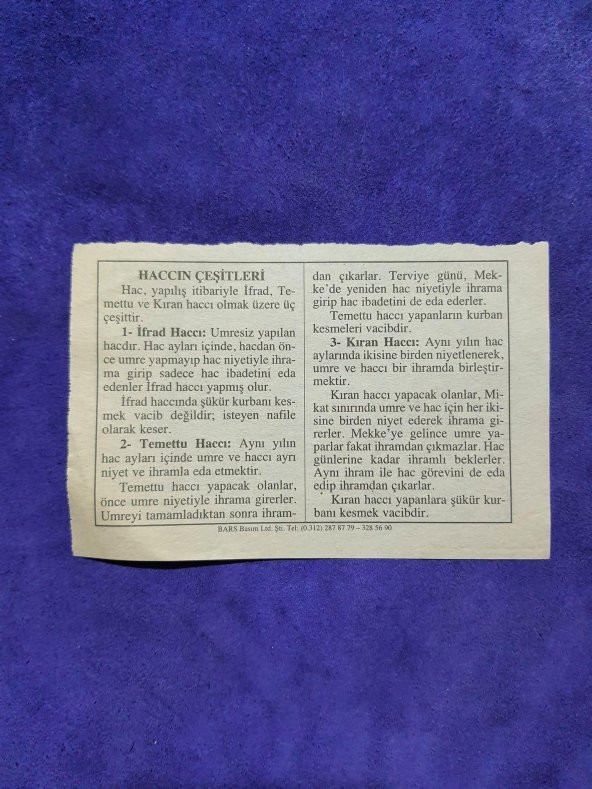 HACCIN ÇEŞİTLERİ
Hac, yapılış itibariyle İfrad, Te-
mettu ve Kıran haccı olmak üzere üç
çeşittir.
1- İfrad Haccı: Umresiz yapılan
hacdır. Hac ayları içinde, hacdan ön-
ce umre yapmayıp hac niyetiyle ihra-
ma girip sadece hac ibadetini eda
edenler İfrad haccı yapmış olur.
İfrad haccında şükür kurbanı kes-
mek vacib değildir; isteyen nafile
olarak keser.
2- Temettu Haccı: Aynı yılın
hac ayları içinde umre ve haccı ayrı
niyet ve ihramla eda etmektir.
Temettu haccı yapacak olanlar,
önce umre niyetiyle ihrama girerler.
Umreyi tamamladıktan sonra ihram-
dan çıkarlar. Terviye günü, Mek-
ke'de yeniden hac niyetiyle ihrama
girip hac ibadetini de eda ederler.
Temettu haccı yapanların kurban
kesmeleri vacibdir.
3- Kıran Haccı: Aynı yılın hac
aylarında ikisine birden niyetlenerek,
umre ve haccı bir ihramda birleştir-
mektir.
Kıran haccı yapacak olanlar, Mi-
kat sınırında umre ve hac için her iki-
sine birden niyet ederek ihrama gi-
rerler. Mekke'ye gelince umre ya-
parlar fakat ihramdan çıkmazlar. Hac
günlerine kadar ihramlı beklerler.
Aynı ihram ile hac görevini de eda
edip ihramdan çıkarlar.
Kıran haccı yapanlara şükür kur-
banı kesmek vacibdir.
BARS Basım Ltd. Şti. Tel: (0.312) 287 87 79 – 328 56 90